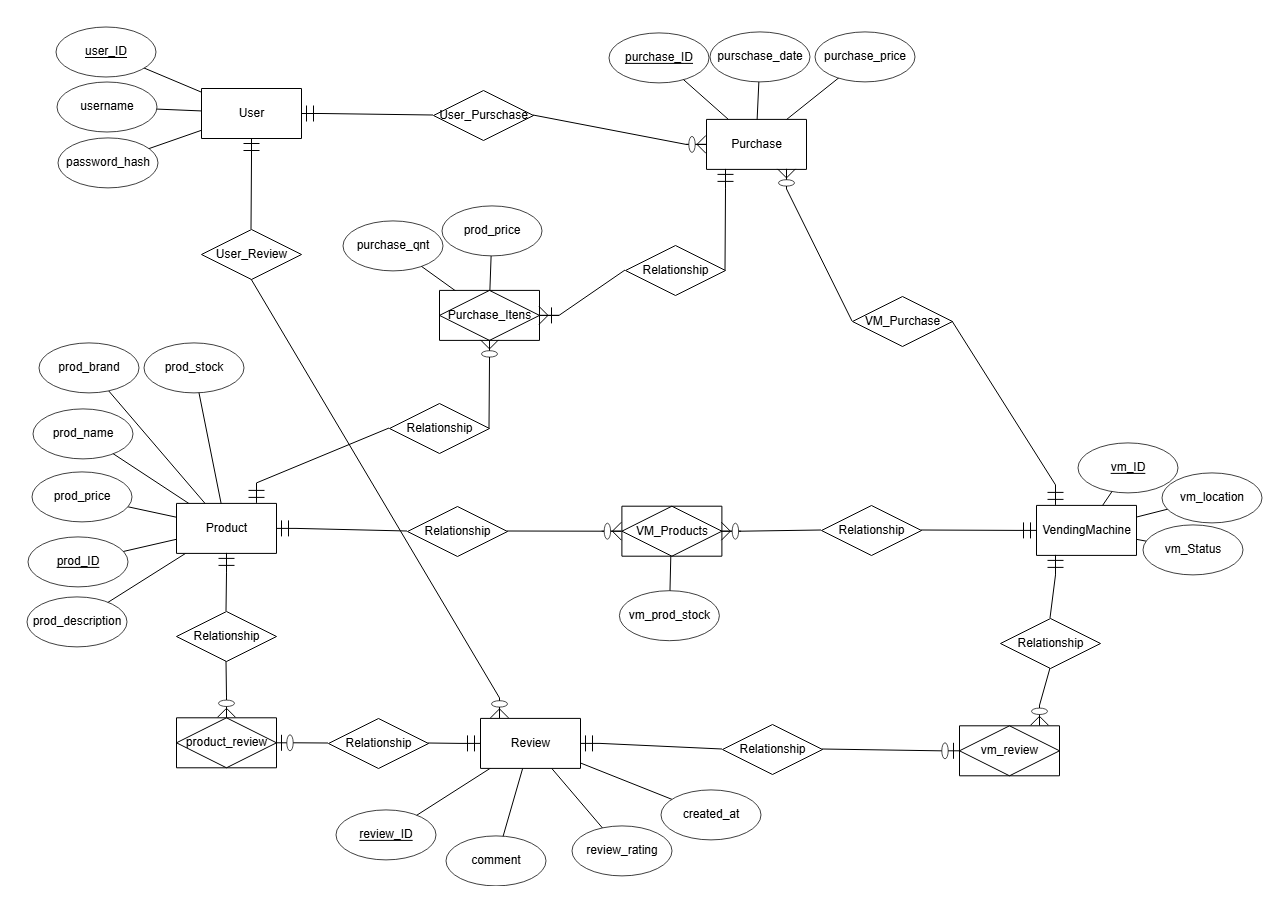 user_ID
username
password_hash
User
User_Purschase
purchase_ID
purschase_date
purchase_price
Purchase
User_Review
purchase_qnt
prod_price
Purchase_Itens
Relationship
VM_Purchase
prod_brand
prod_stock
prod_name
prod_price
prod_ID
prod_description
Product
Relationship
Relationship
VM_Products
vm_prod_stock
Relationship
VendingMachine
vm_ID
vm_location
vm_Status
Relationship
Relationship
product_review
Relationship
Review
Relationship
vm_review
review_ID
comment
review_rating
created_at